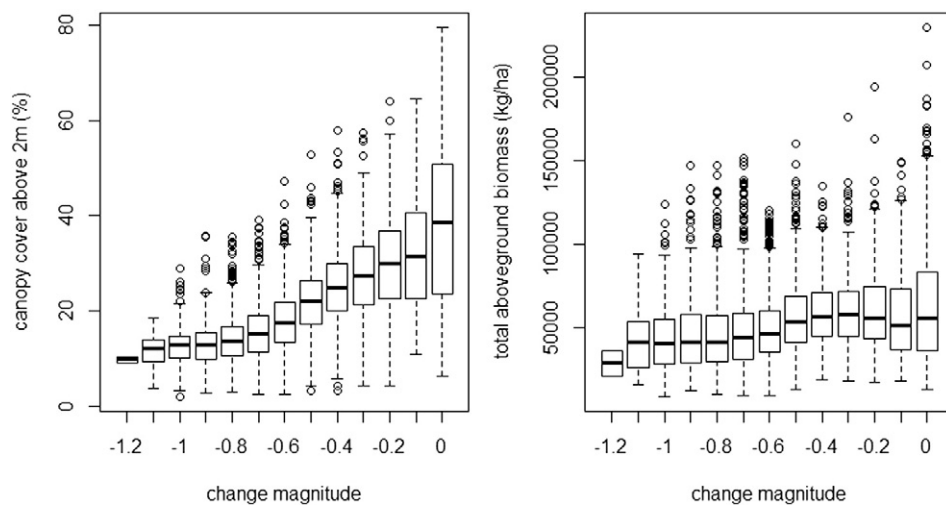 canopy cover above 2m (%)
80
60
40
20
0
-1.2 -1 -0.8 -0.6 -0.4 -0.2 0
change magnitude
total aboveground biomass (kg/ha)
200000
150000
100000
50000
-1.2 -1 -0.8 -0.6 -0.4 -0.2 0
change magnitude